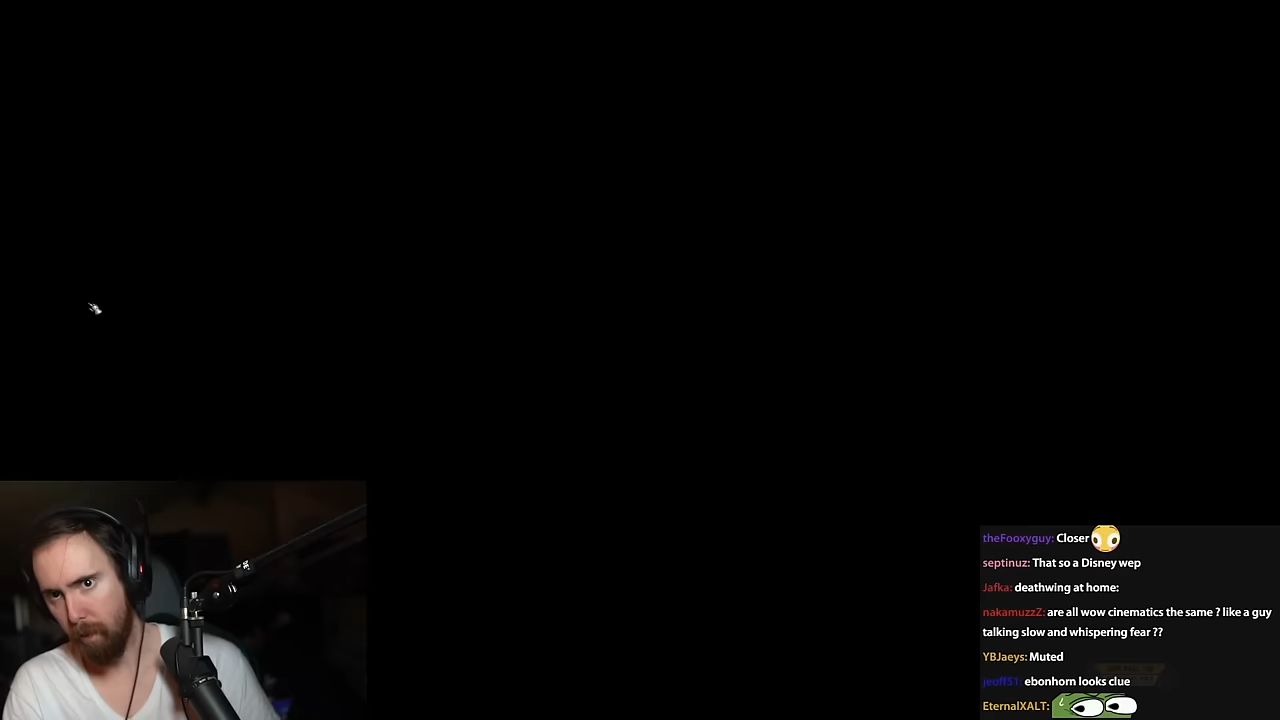 theFooxyguy: Closer
septinuz: That so a Disney wep
Jafka: deathwing at home:
nakamuzzZ: are all wow cinematics the same ? like a guy
talking slow and whispering fear ??
YBJaeys: Muted
jeoff51: ebonhorn looks clue
EternalXALT: